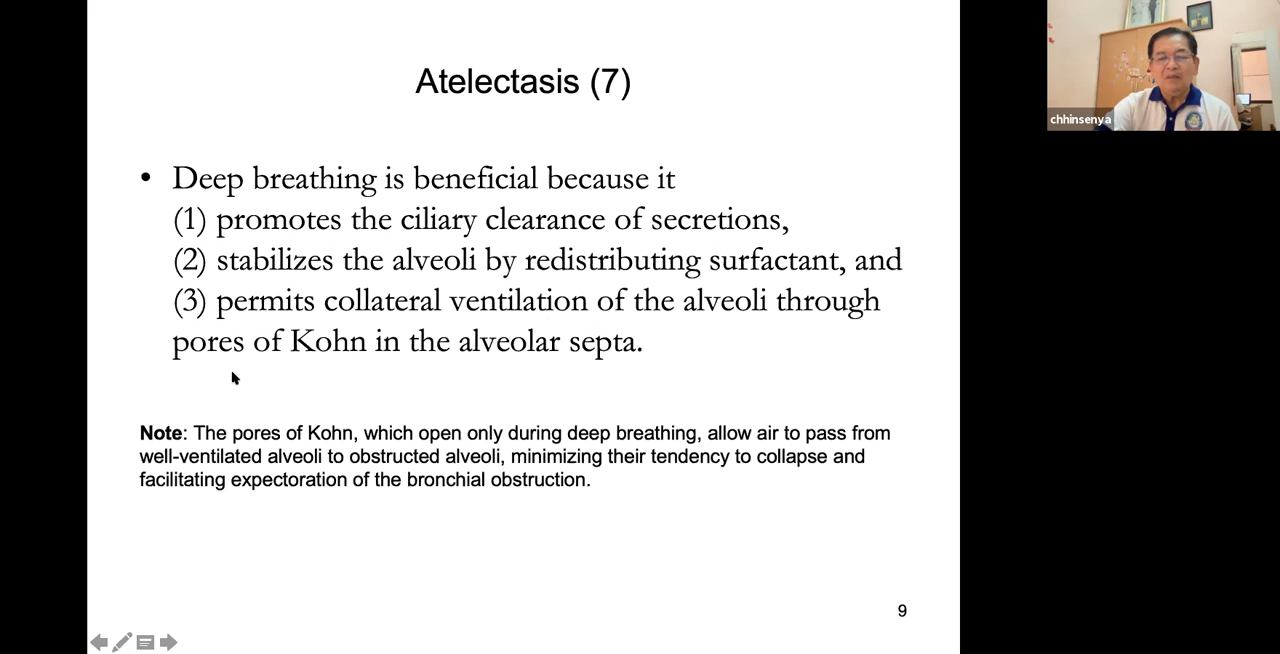 Atelectasis (7)
• Deep breathing is beneficial because it
(1) promotes the ciliary clearance of secretions,
(2) stabilizes the alveoli by redistributing surfactant, and
(3) permits collateral ventilation of the alveoli through
pores of Kohn in the alveolar septa.
Note: The pores of Kohn, which open only during deep breathing, allow air to pass from
well-ventilated alveoli to obstructed alveoli, minimizing their tendency to collapse and
facilitating expectoration of the bronchial obstruction.
9
chhinsenya